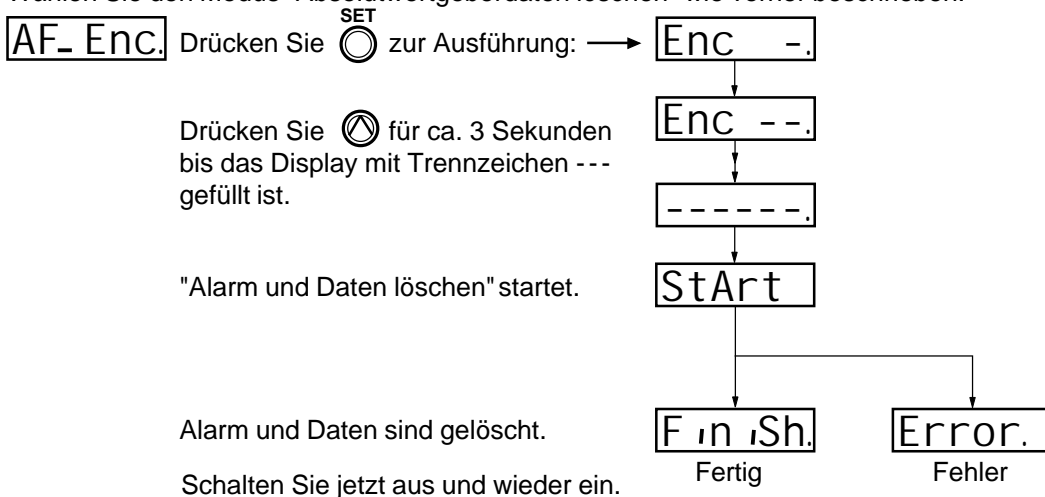 Wählen Sie den Modus "Absolutwertgeberdaten löschen" wie vorher beschrieben:
SET
AF_ Enc. Drücken Sie zur Ausführung: Enc -.
Drücken Sie für ca. 3 Sekunden Enc --.
bis das Display mit Trennzeichen ---
gefüllt ist.
------.
"Alarm und Daten löschen" startet. StArt
Alarm und Daten sind gelöscht. FiniSh. Error.
Fertig Fehler
Schalten Sie jetzt aus und wieder ein.